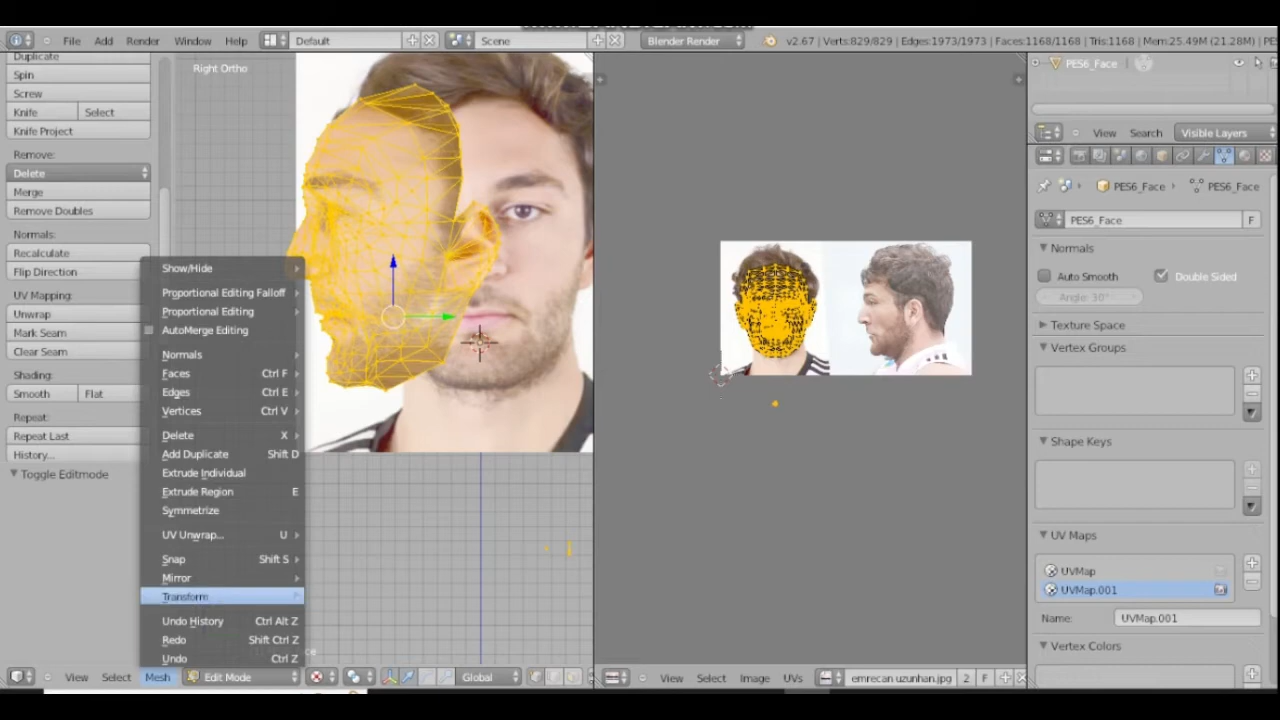 File Add Render Window Help Default Scene Blender Render v2.67 | Verts:829/829 | Edges:1973/1973 | Faces:1168/1168 | Tris:1168 | Mem:25.49M (21.28M) | PE
Duplicate
Spin
Screw
Knife Select
Knife Project
Remove:
Delete
Merge
Remove Doubles
Normals:
Recalculate
Flip Direction
UV Mapping:
Unwrap
Mark Seam
Clear Seam
Shading:
Smooth Flat
Repeat:
Repeat Last
History...
Toggle Editmode
Right Ortho
Show/Hide
Proportional Editing Falloff
Proportional Editing
AutoMerge Editing
Normals
Faces Ctrl F
Edges Ctrl E
Vertices Ctrl V
Delete X
Add Duplicate Shift D
Extrude Individual
Extrude Region E
Symmetrize
UV Unwrap... U
Snap Shift S
Mirror
Transform
Undo History Ctrl Alt Z
Redo Shift Ctrl Z
Undo Ctrl Z
View Select Mesh Edit Mode Global
View Select Image UVs emrecan uzunhan.jpg 2 F
PES6_Face
View Search Visible Layers
PES6_Face PES6_Face
PES6_Face F
Normals
Auto Smooth Double Sided
Angle: 30°
Texture Space
Vertex Groups
Shape Keys
UV Maps
UVMap
UVMap.001
Name: UVMap.001
Vertex Colors